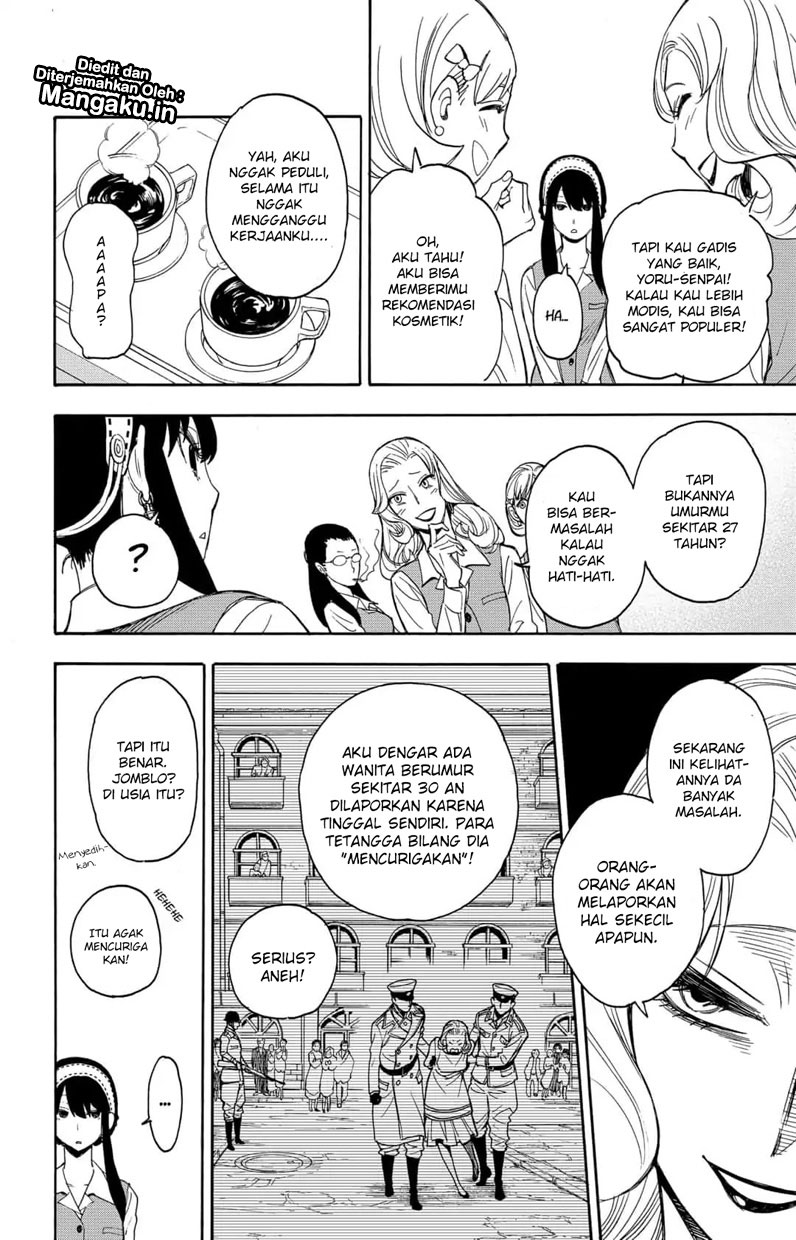 Diedit dan
Diterjemahkan Oleh :
Mangaku.in
TAPI KAU GADIS
YANG BAIK,
YORU-SENPAI!
KALAU KAU LEBIH
MODIS, KAU BISA
SANGAT POPULER!
HA...
OH,
AKU TAHU!
AKU BISA
MEMBERIMU
REKOMENDASI
KOSMETIK!
YAH, AKU
NGGAK PEDULI,
SELAMA ITU
NGGAK
MENGGANGGU
KERJAANKU....
A
A
A
APA?
TAPI
BUKANNYA
UMURMU
SEKITAR 27
TAHUN?
KAU
BISA BER-
MASALAH
KALAU
NGGAK
HATI-HATI.
?
SEKARANG
INI KELIHAT-
ANNYA DA
BANYAK
MASALAH.
ORANG-
ORANG AKAN
MELAPORKAN
HAL SEKECIL
APAPUN.
AKU DENGAR ADA
WANITA BERUMUR
SEKITAR 30 AN
DILAPORKAN KARENA
TINGGAL SENDIRI. PARA
TETANGGA BILANG DIA
"MENCURIGAKAN"!
SERIUS?
ANEH!
TAPI ITU
BENAR.
JOMBLO?
DI USIA ITU?
Menyedih-
kan.
HEHEHE
ITU AGAK
MENCURIGA
KAN!
...